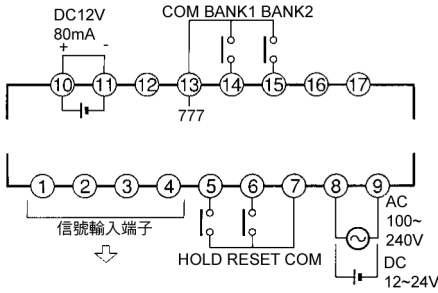 DC12V
80mA
+ -
COM BANK1 BANK2
10 11 12 13 14 15 16 17
777
1 2 3 4 5 6 7 8 9
信號輸入端子
HOLD RESET COM
AC
100~
240V
DC
12~24V